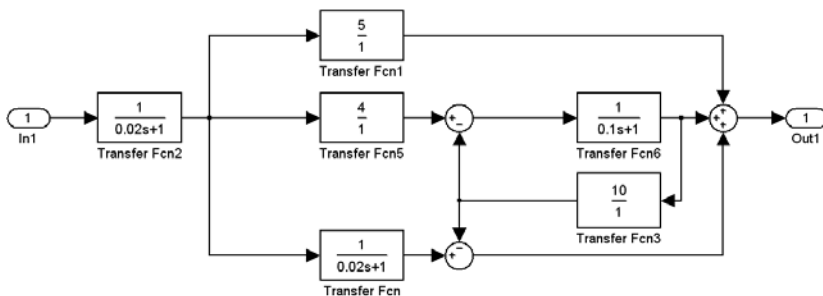 5
1
Transfer Fcn1
1
In1
1
0.02s+1
Transfer Fcn2
4
1
Transfer Fcn5
+
−
1
0.1s+1
Transfer Fcn6
+
+
+
1
Out1
10
1
Transfer Fcn3
1
0.02s+1
Transfer Fcn
+
−